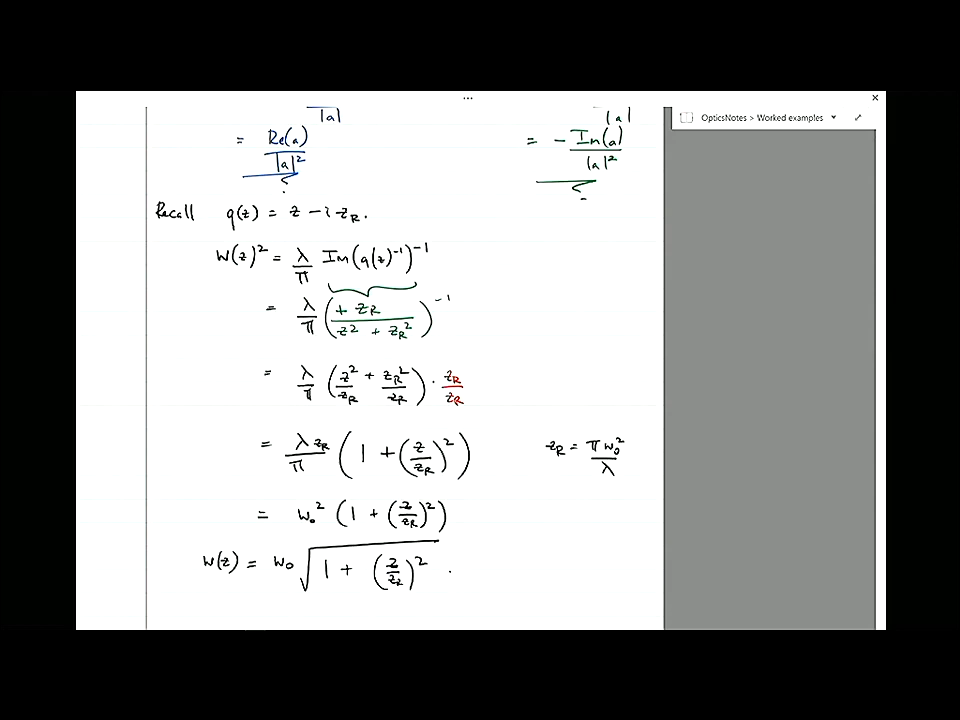 ...
OpticsNotes > Worked examples
|a| |a|
= Re(a)/|a|² = - Im(a)/|a|²
Recall q(z) = z - i z_R.
W(z)² = λ/π Im(q(z)⁻¹)⁻¹
= λ/π (+ z_R / z² + z_R²)⁻¹
= λ/π (z²/z_R + z_R²/z_R) · z_R/z_R
= λ z_R/π (1 + (z/z_R)²) z_R = π w₀²/λ
= w₀² (1 + (z/z_R)²)
W(z) = w₀ √(1 + (z/z_R)²) .